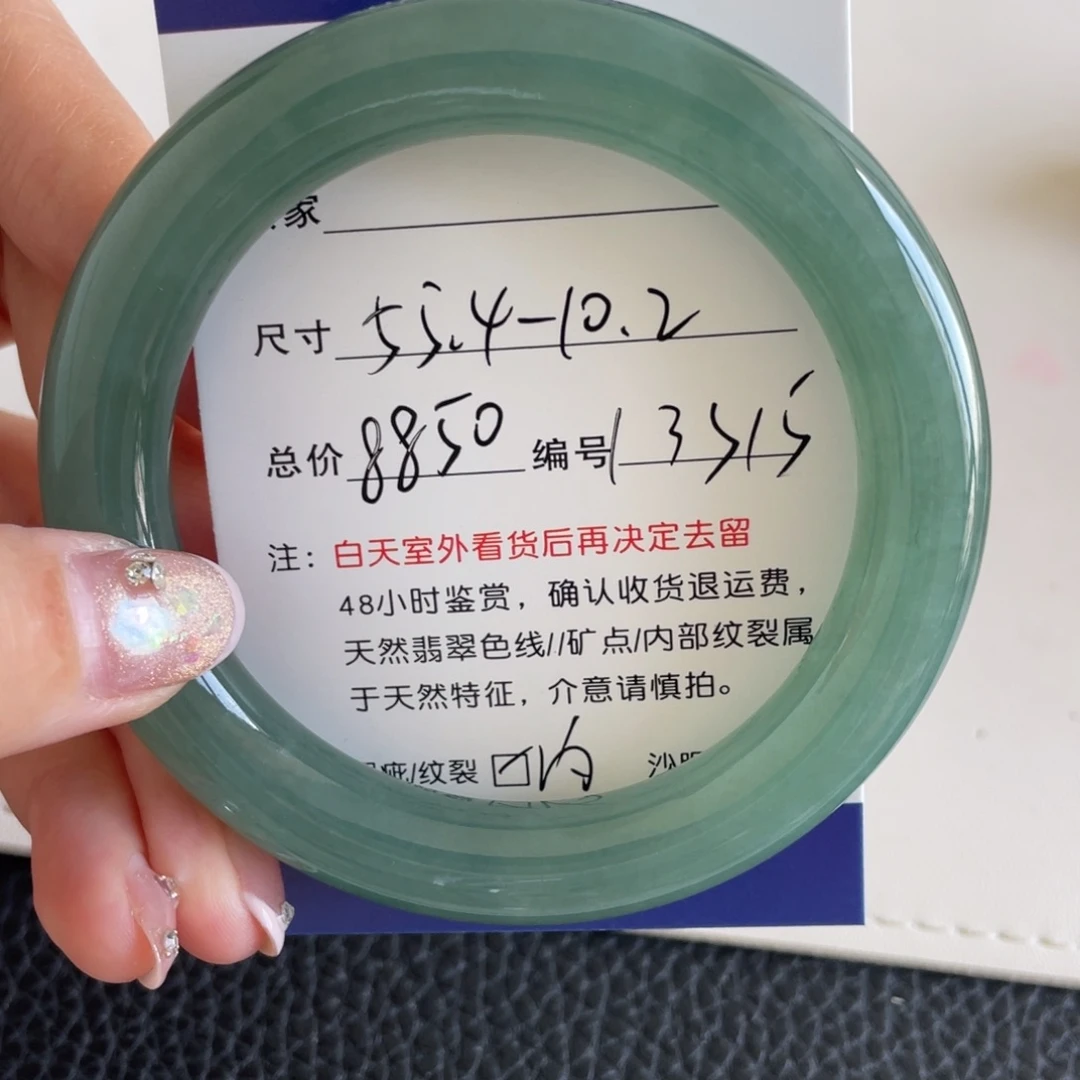 家
尺寸 55.4-10.2
总价 8850 编号 13515
注：白天室外看货后再决定去留
48小时鉴赏，确认收货退运费，
天然翡翠色线//矿点/内部纹裂属
于天然特征，介意请慎拍。
疵/纹裂 ☑内